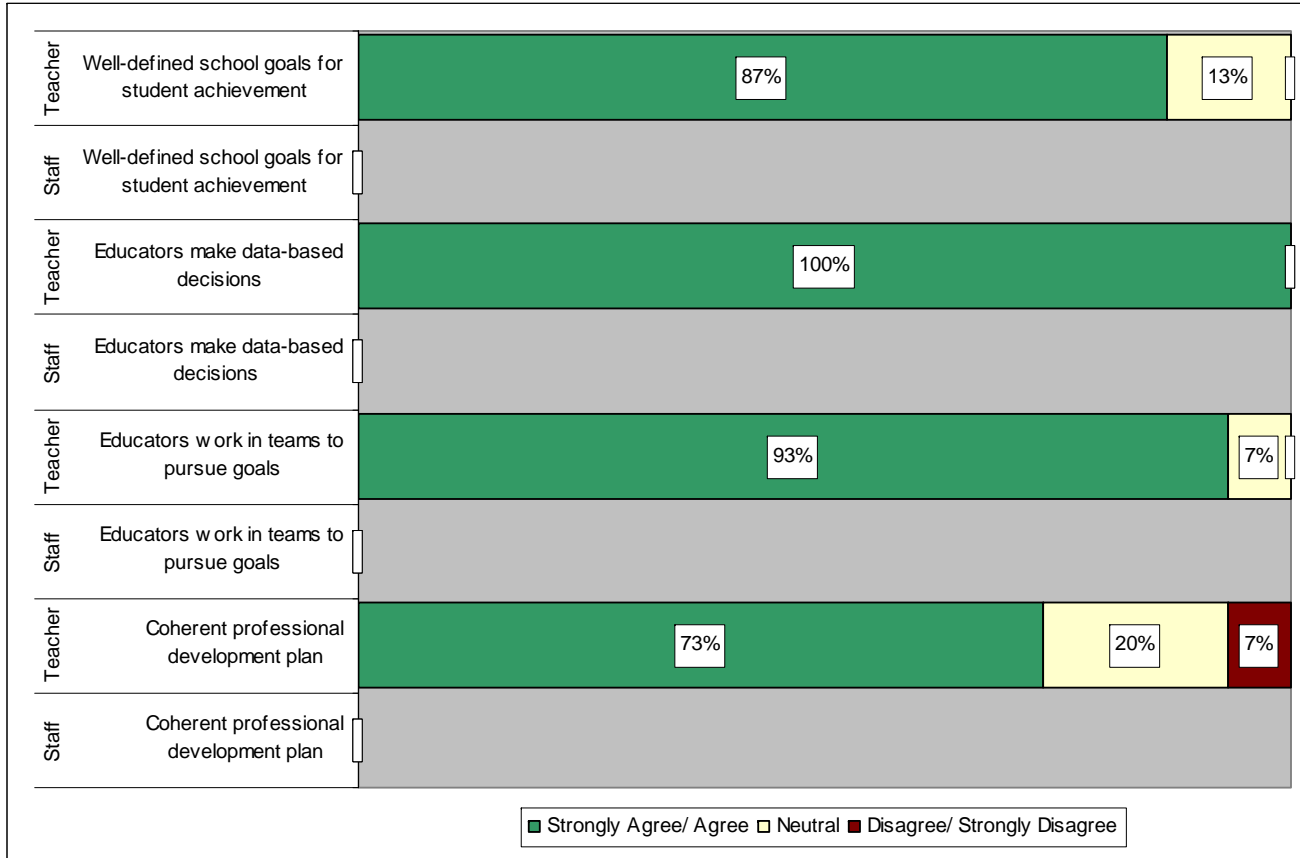 Teacher
Well-defined school goals for
student achievement
87%
13%
Staff
Well-defined school goals for
student achievement
Teacher
Educators make data-based
decisions
100%
Staff
Educators make data-based
decisions
Teacher
Educators work in teams to
pursue goals
93%
7%
Staff
Educators work in teams to
pursue goals
Teacher
Coherent professional
development plan
73%
20%
7%
Staff
Coherent professional
development plan
Strongly Agree/ Agree Neutral Disagree/ Strongly Disagree